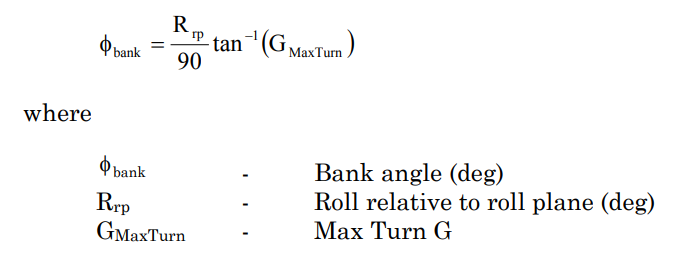 ϕbank = Rrp/90 tan⁻¹(GMaxTurn)
where
ϕbank - Bank angle (deg)
Rrp - Roll relative to roll plane (deg)
GMaxTurn - Max Turn G